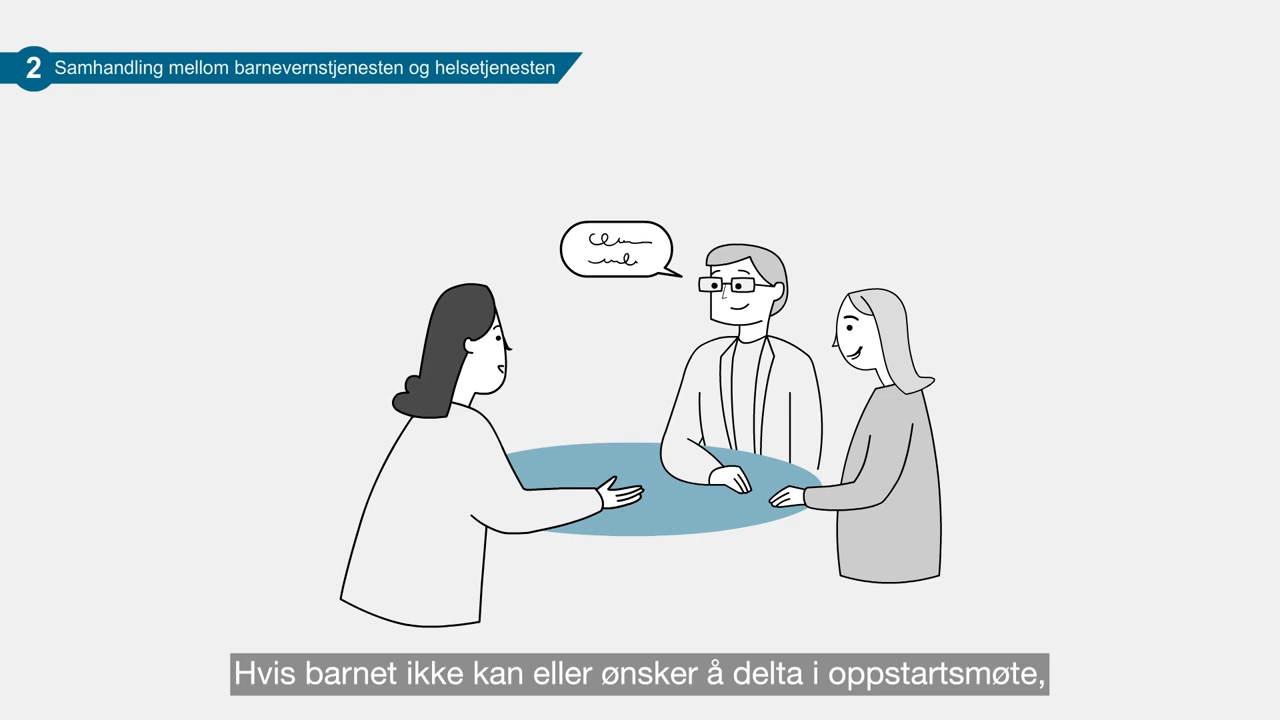 2 Samhandling mellom barnevernstjenesten og helsetjenesten
Hvis barnet ikke kan eller ønsker å delta i oppstartsmøte,